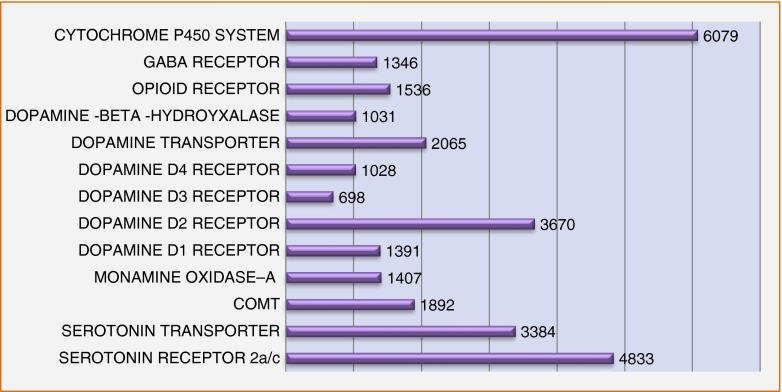 CYTOCHROME P450 SYSTEM 6079
GABA RECEPTOR 1346
OPIOID RECEPTOR 1536
DOPAMINE -BETA -HYDROYXALASE 1031
DOPAMINE TRANSPORTER 2065
DOPAMINE D4 RECEPTOR 1028
DOPAMINE D3 RECEPTOR 698
DOPAMINE D2 RECEPTOR 3670
DOPAMINE D1 RECEPTOR 1391
MONAMINE OXIDASE–A 1407
COMT 1892
SEROTONIN TRANSPORTER 3384
SEROTONIN RECEPTOR 2a/c 4833